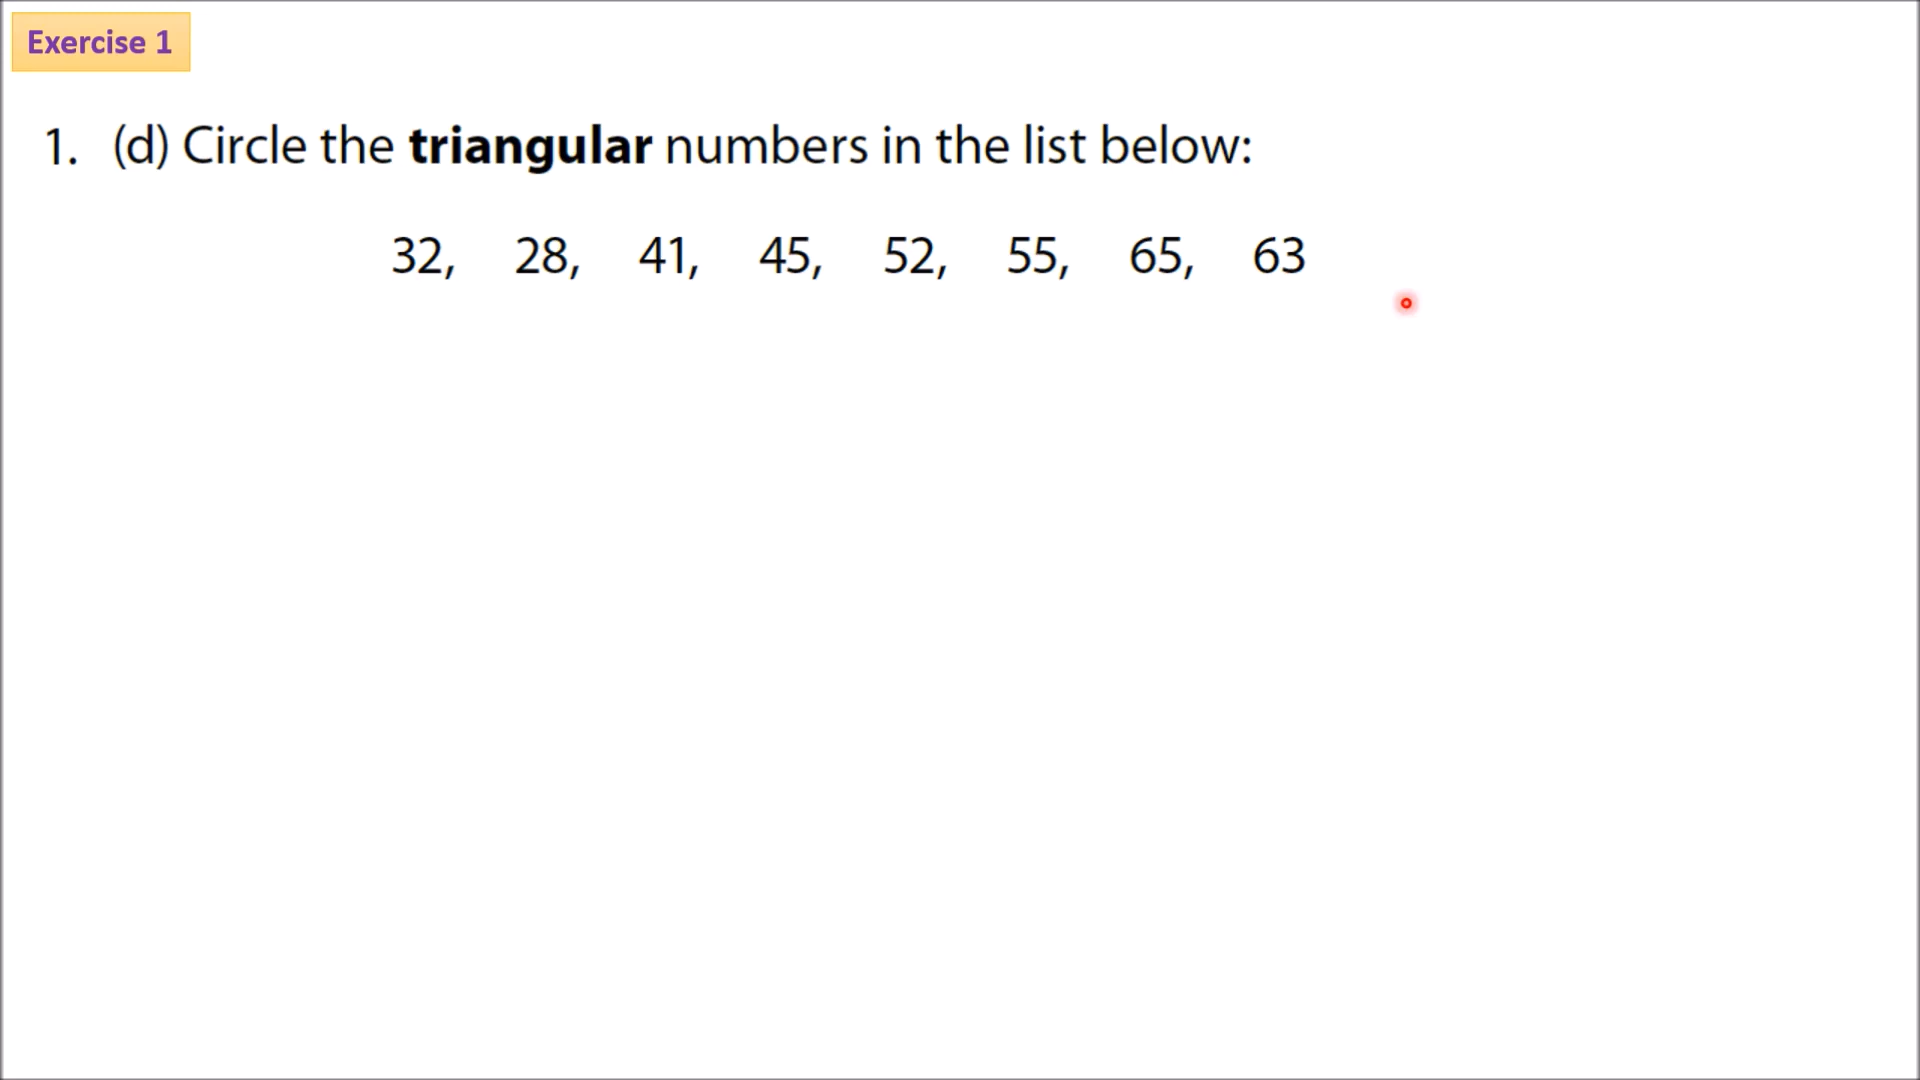 Exercise 1
1. (d) Circle the triangular numbers in the list below:
32, 28, 41, 45, 52, 55, 65, 63